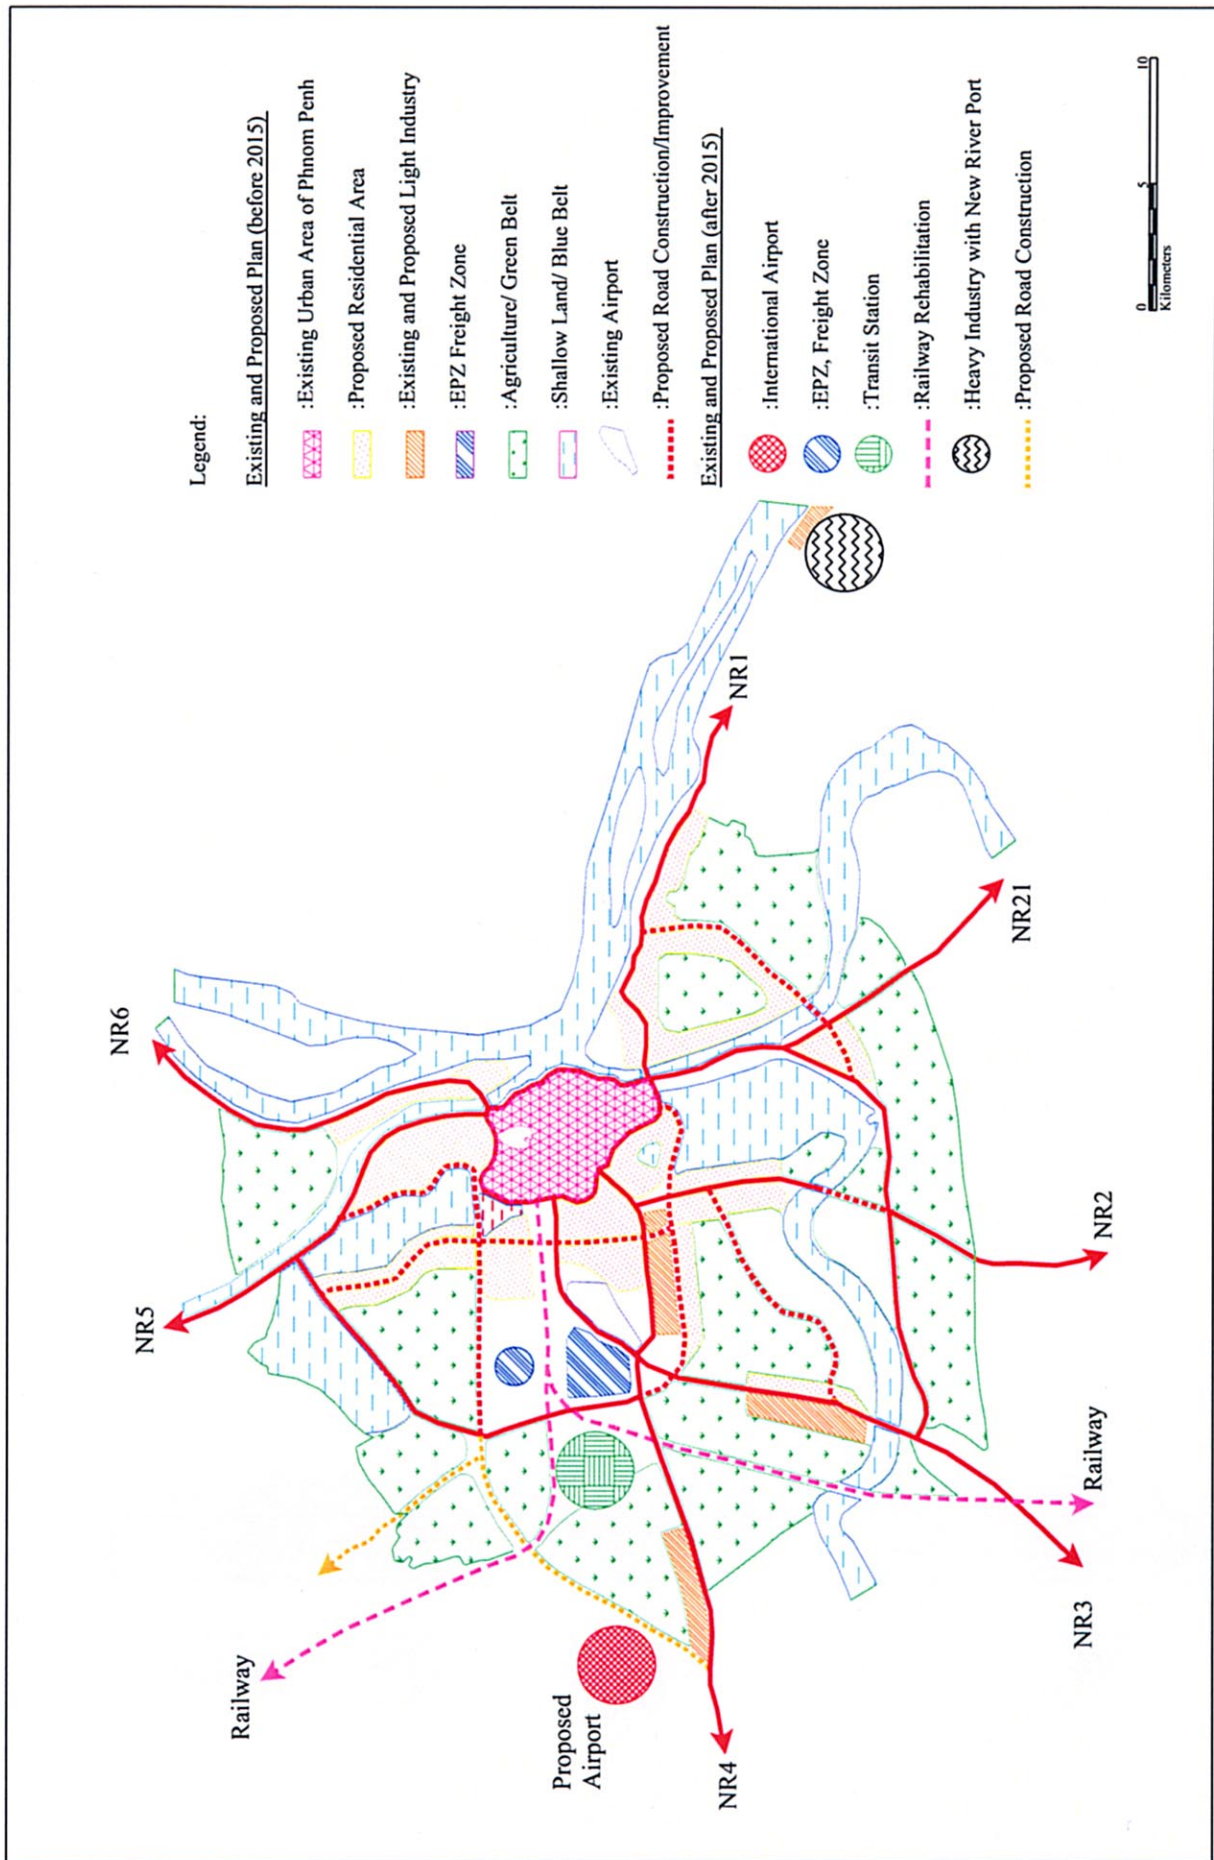 Legend:
Existing and Proposed Plan (before 2015)
:Existing Urban Area of Phnom Penh
:Proposed Residential Area
:Existing and Proposed Light Industry
:EPZ Freight Zone
:Agriculture/ Green Belt
:Shallow Land/ Blue Belt
:Existing Airport
:Proposed Road Construction/Improvement
Existing and Proposed Plan (after 2015)
:International Airport
:EPZ, Freight Zone
:Transit Station
:Railway Rehabilitation
:Heavy Industry with New River Port
:Proposed Road Construction
0 5 10
Kilometers
NR6
NR5
Railway
Proposed
Airport
NR4
NR1
NR21
NR2
Railway
NR3